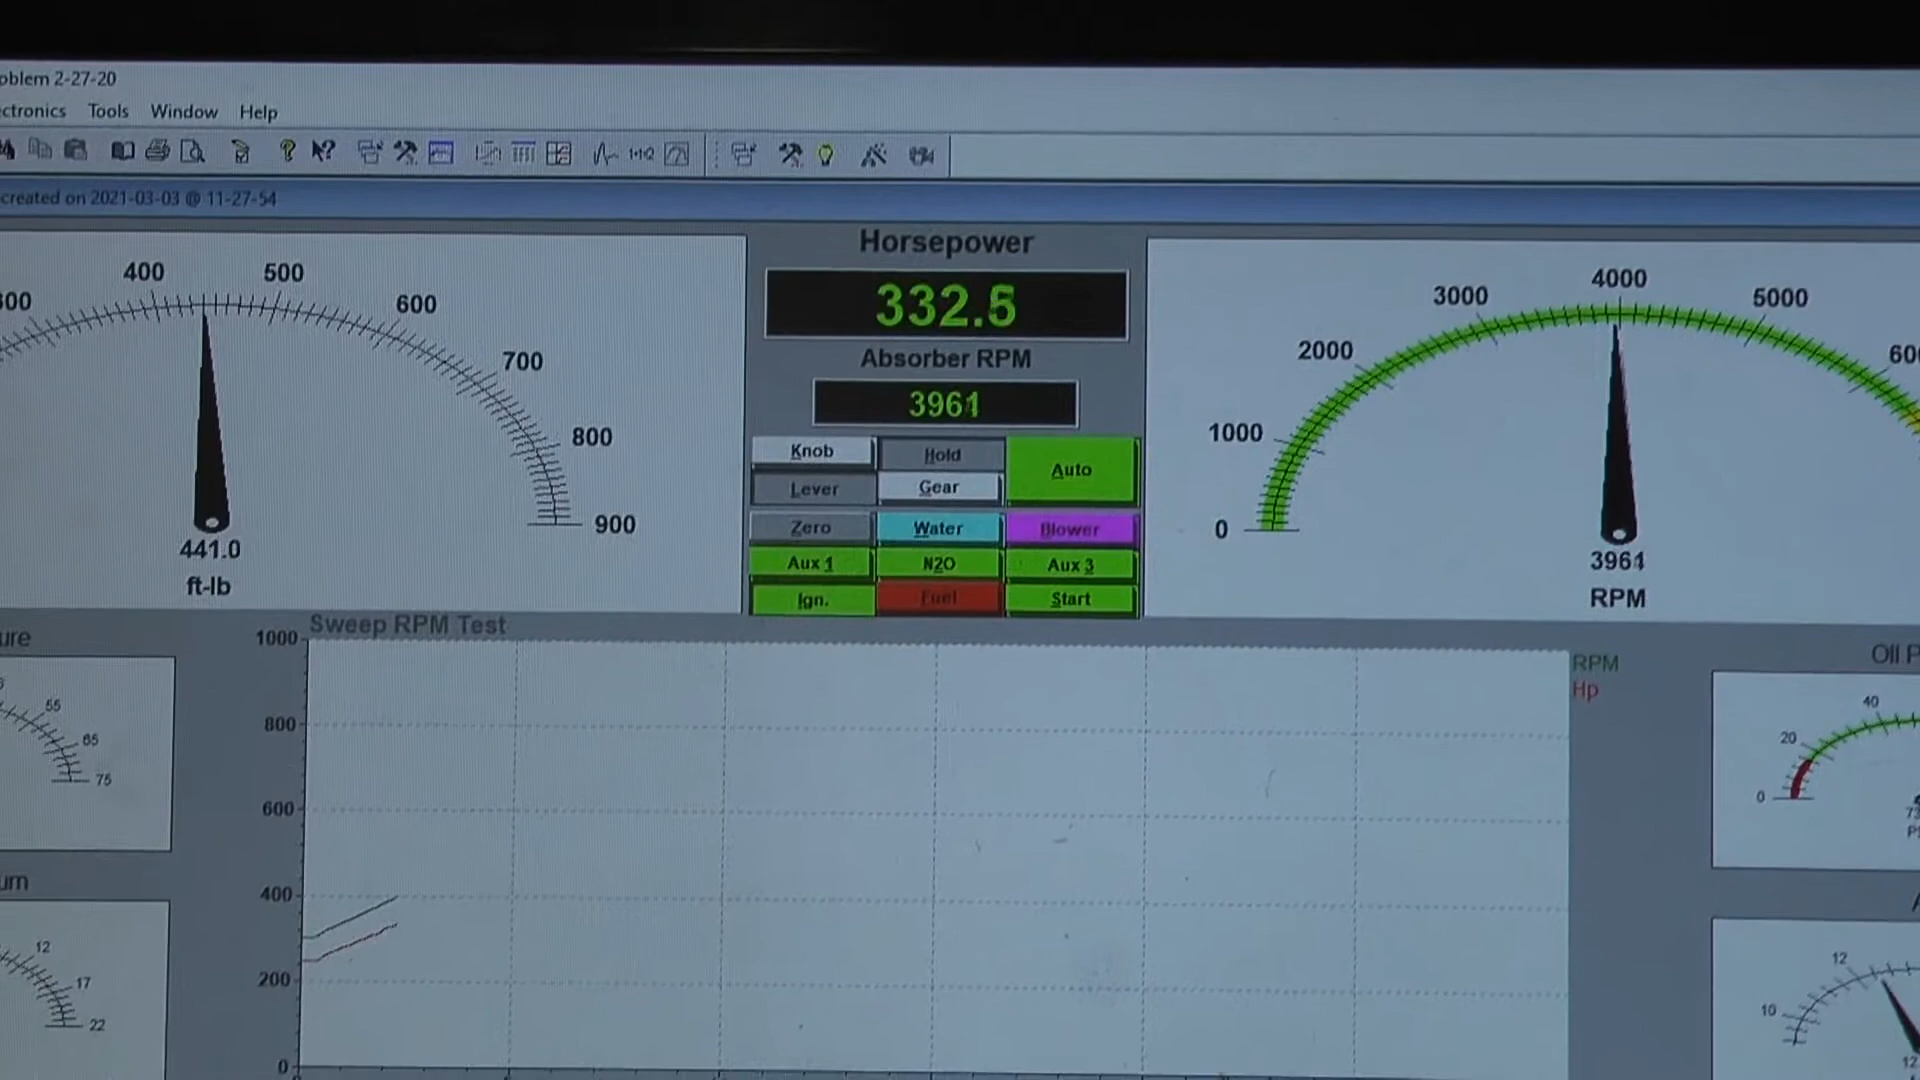 oblem 2-27-20
ctronics Tools Window Help
created on 2021-03-03 @ 11-27-54
400 500 600 700 800 900
441.0
ft-lb
Horsepower
332.5
Absorber RPM
3961
Knob Hold Auto
Lever Gear
Zero Water Blower
Aux 1 N2O Aux 3
Ign. Fuel Start
0 1000 2000 3000 4000 5000
3961
RPM
ure
55
65
75
Sweep RPM Test
1000
800
600
400
200
0
RPM
Hp
Oil P
40
20
0
um
12
17
22
12
10